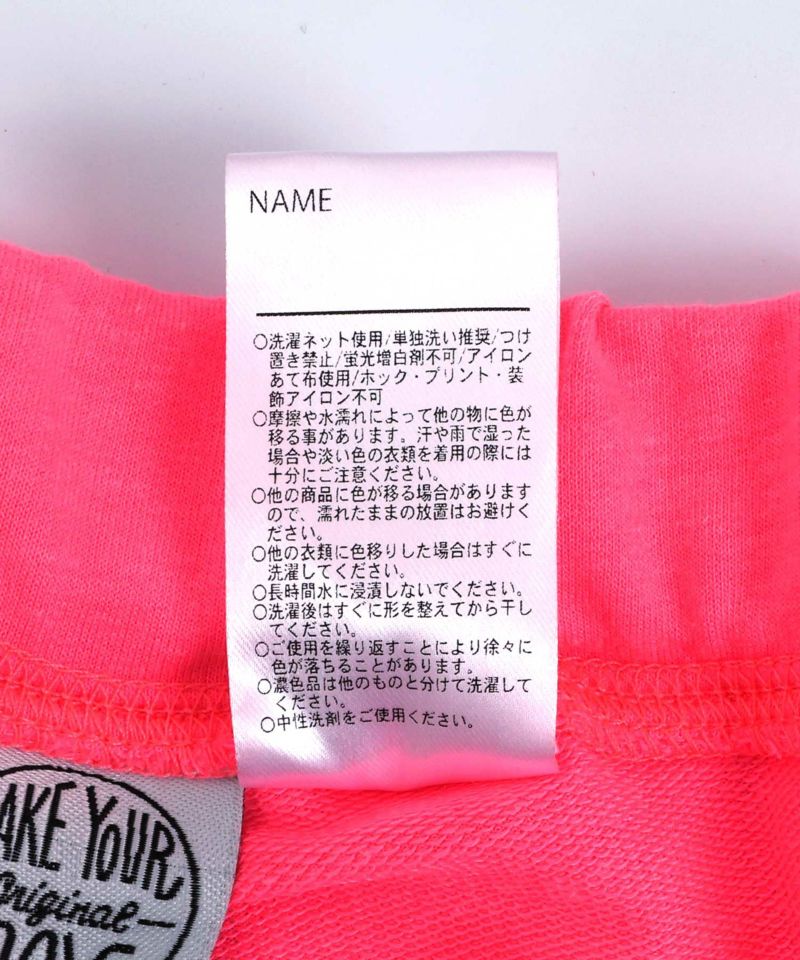 NAME
○洗濯ネット使用/単独洗い推奨/つけ
置き禁止/蛍光増白剤不可/アイロン
あて布使用/ホック・プリント・装
飾アイロン不可
○摩擦や水濡れによって他の物に色が
移る事があります。汗や雨で湿った
場合や淡い色の衣類を着用の際には
十分にご注意ください。
○他の商品に色が移る場合があります
ので、濡れたままの放置はお避けく
ださい。
○他の衣類に色移りした場合はすぐに
洗濯してください。
○長時間水に浸漬しないでください。
○洗濯後はすぐに形を整えてから干し
てください。
○ご使用を繰り返すことにより徐々に
色が落ちることがあります。
○濃色品は他のものと分けて洗濯して
ください。
○中性洗剤をご使用ください。
AKE YOUR
Original